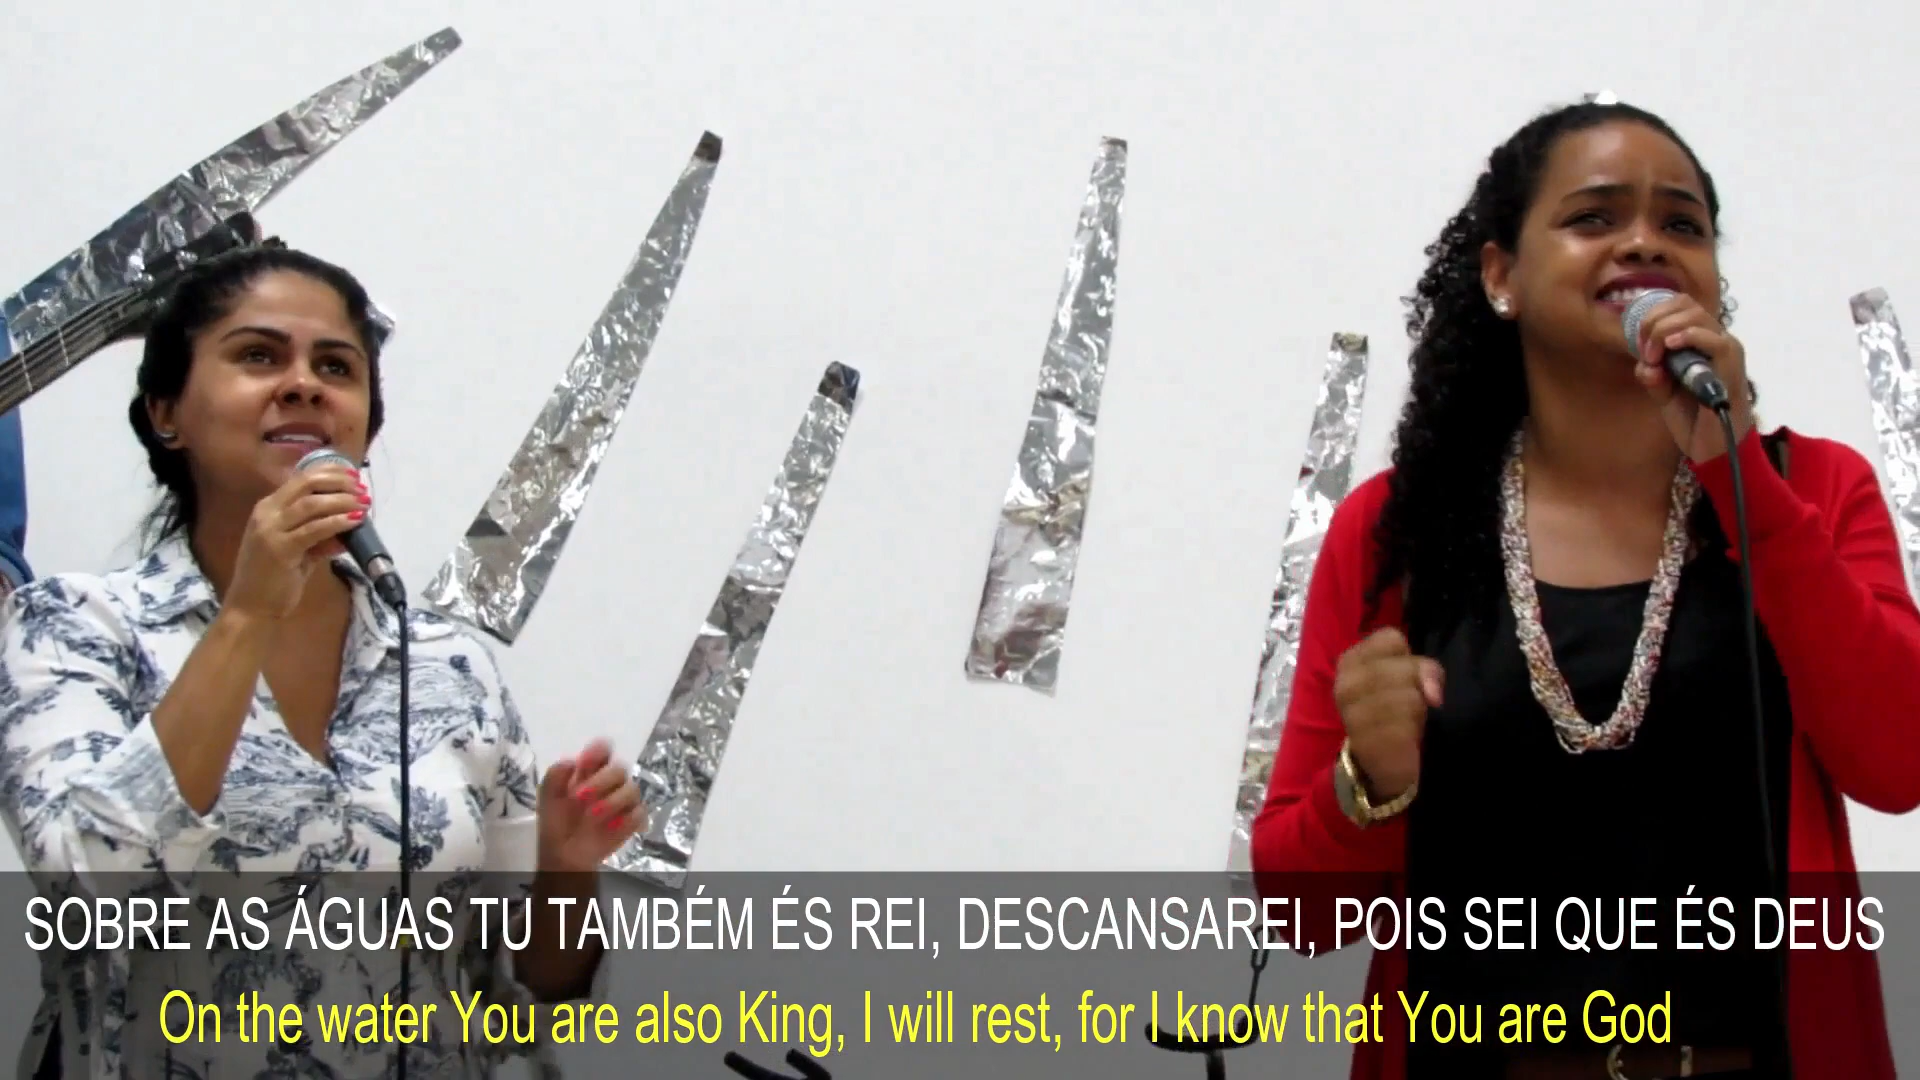 SOBRE AS ÁGUAS TU TAMBÉM ÉS REI, DESCANSAREI, POIS SEI QUE ÉS DEUS
On the water You are also King, I will rest, for I know that You are God